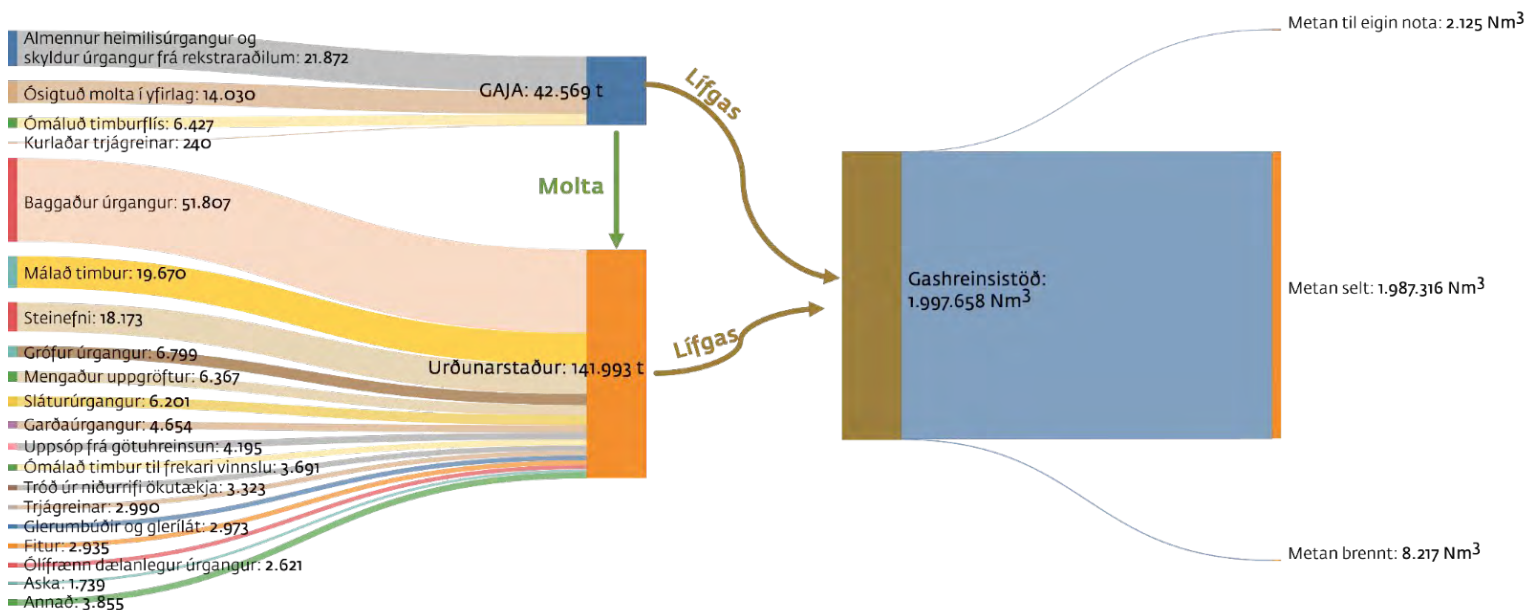 Almennur heimilisúrgangur og
skyldur úrgangur frá rekstraraðilum: 21.872
Ósigtuð molta í yfirlag: 14.030
Ómáluð timburflís: 6.427
Kurlaðar trjágreinar: 240
GAJA: 42.569 t
Baggaður úrgangur: 51.807
Málað timbur: 19.670
Steinefni: 18.173
Grófur úrgangur: 6.799
Mengaður uppgröftur: 6.367
Sláturúrgangur: 6.201
Garðaúrgangur: 4.654
Uppsóp frá götuhreinsun: 4.195
Ómálað timbur til frekari vinnslu: 3.691
Tróð úr niðurrifi ökutækja: 3.323
Trjágreinar: 2.990
Glerumbúðir og glerílát: 2.973
Fitur: 2.935
Ólífrænn dælanlegur úrgangur: 2.621
Aska: 1.739
Annað: 3.855
Urðunarstaður: 141.993 t
Molta
Lífgas
Lífgas
Gashreinsistöð:
1.997.658 Nm³
Metan til eigin nota: 2.125 Nm³
Metan selt: 1.987.316 Nm³
Metan brennt: 8.217 Nm³